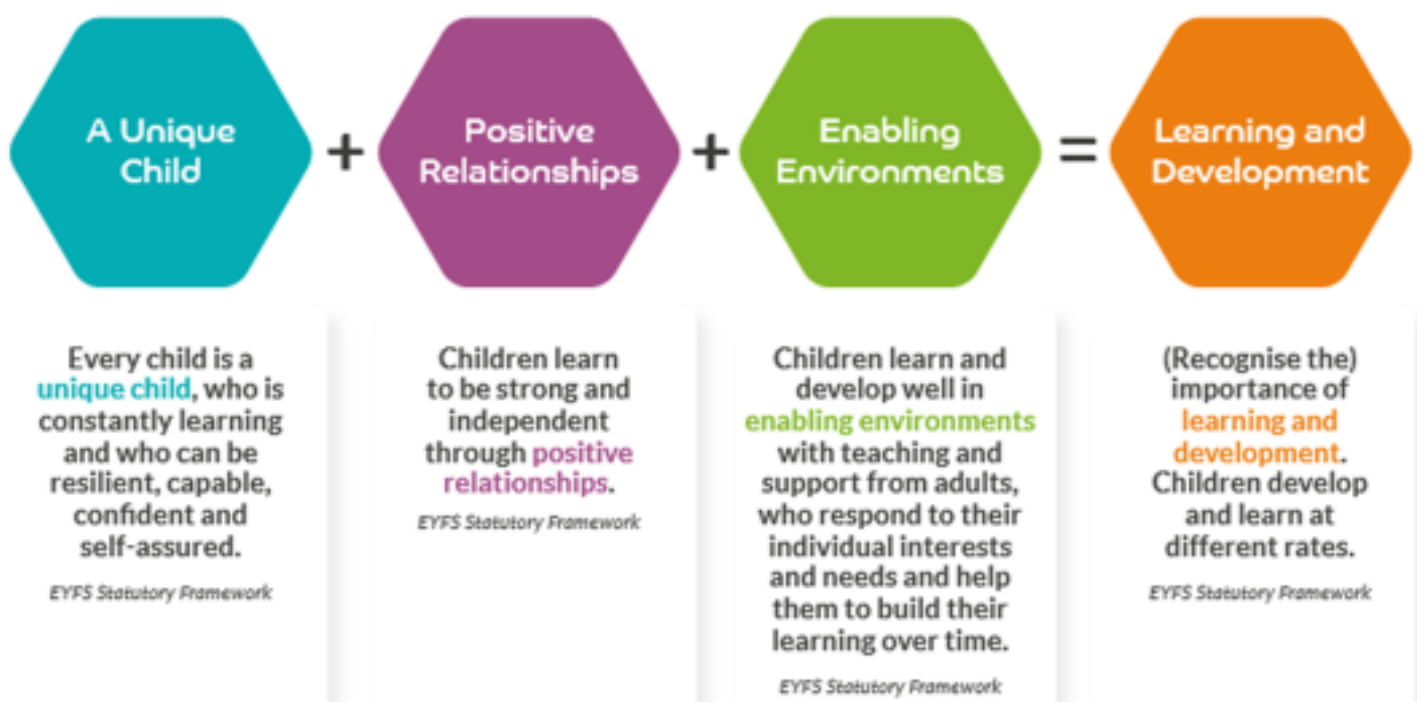 A Unique
Child
+
Positive
Relationships
+
Enabling
Environments
=
Learning and
Development
Every child is a
unique child, who is
constantly learning
and who can be
resilient, capable,
confident and
self-assured.
EYFS Statutory Framework
Children learn
to be strong and
independent
through positive
relationships.
EYFS Statutory Framework
Children learn and
develop well in
enabling environments
with teaching and
support from adults,
who respond to their
individual interests
and needs and help
them to build their
learning over time.
EYFS Statutory Framework
(Recognise the)
importance of
learning and
development.
Children develop
and learn at
different rates.
EYFS Statutory Framework